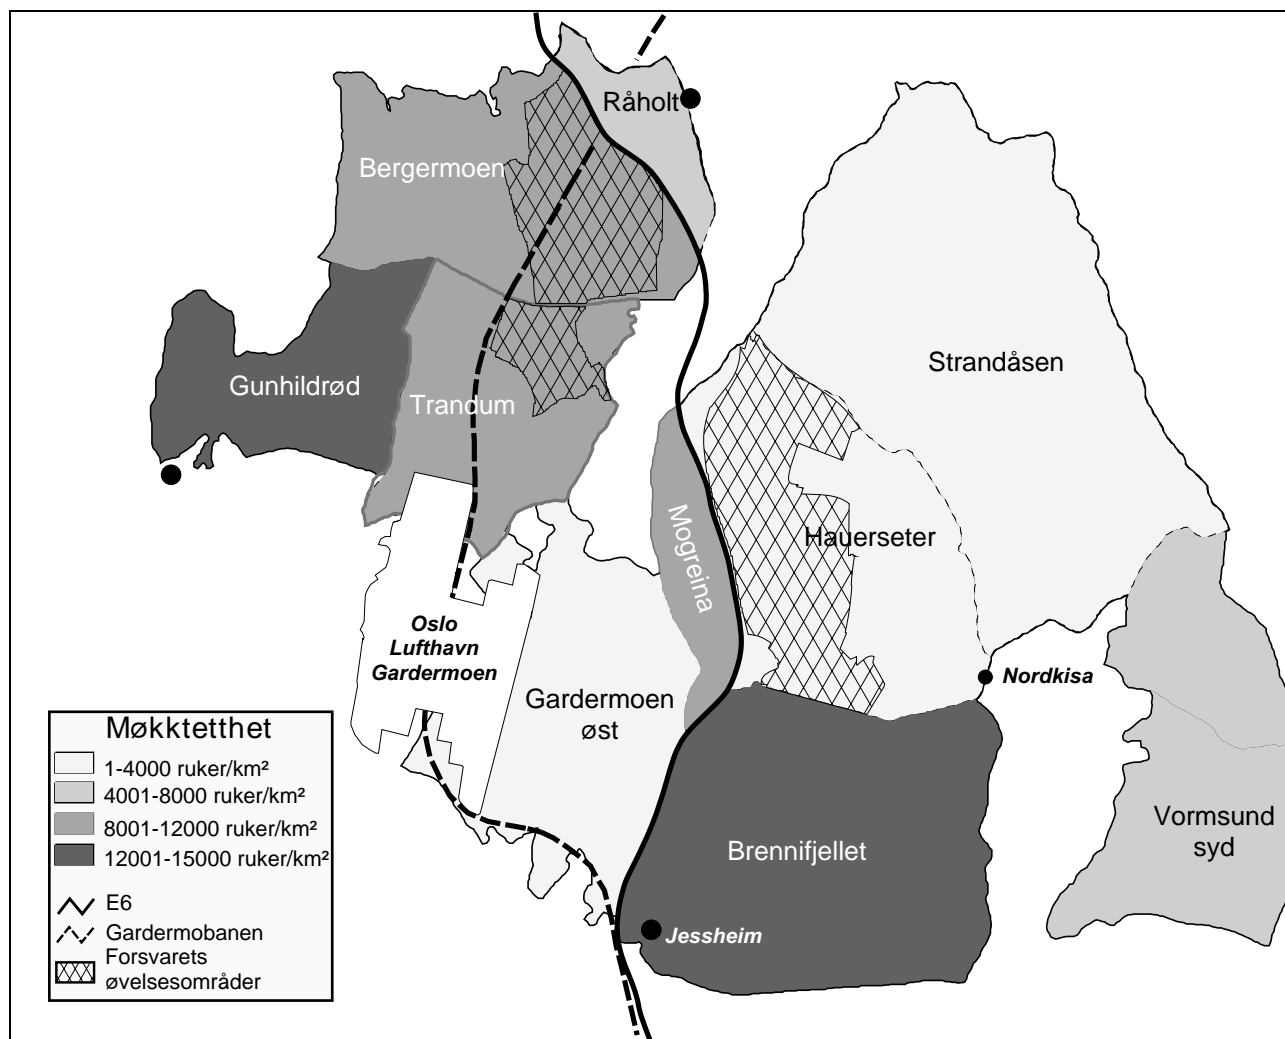 Råholt
Bergermoen
Strandåsen
Gunhildrød
Trandum
Mogreina
Hauerseter
Oslo
Lufthavn
Gardermoen
Nordkisa
Gardermoen
øst
Vormsund
syd
Brennifjellet
Jessheim
Møkktetthet
1-4000 ruker/km²
4001-8000 ruker/km²
8001-12000 ruker/km²
12001-15000 ruker/km²
E6
Gardermobanen
Forsvarets
øvelsesområder